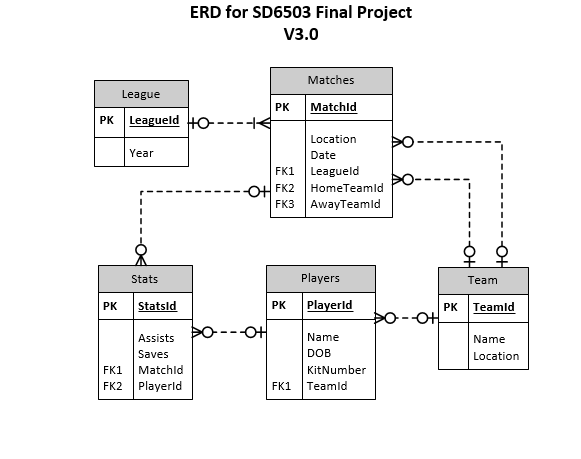 ERD for SD6503 Final Project
V3.0
League
PK LeagueId
Year
Matches
PK MatchId
Location
Date
FK1 LeagueId
FK2 HomeTeamId
FK3 AwayTeamId
Stats
PK StatsId
Assists
Saves
FK1 MatchId
FK2 PlayerId
Players
PK PlayerId
Name
DOB
KitNumber
FK1 TeamId
Team
PK TeamId
Name
Location